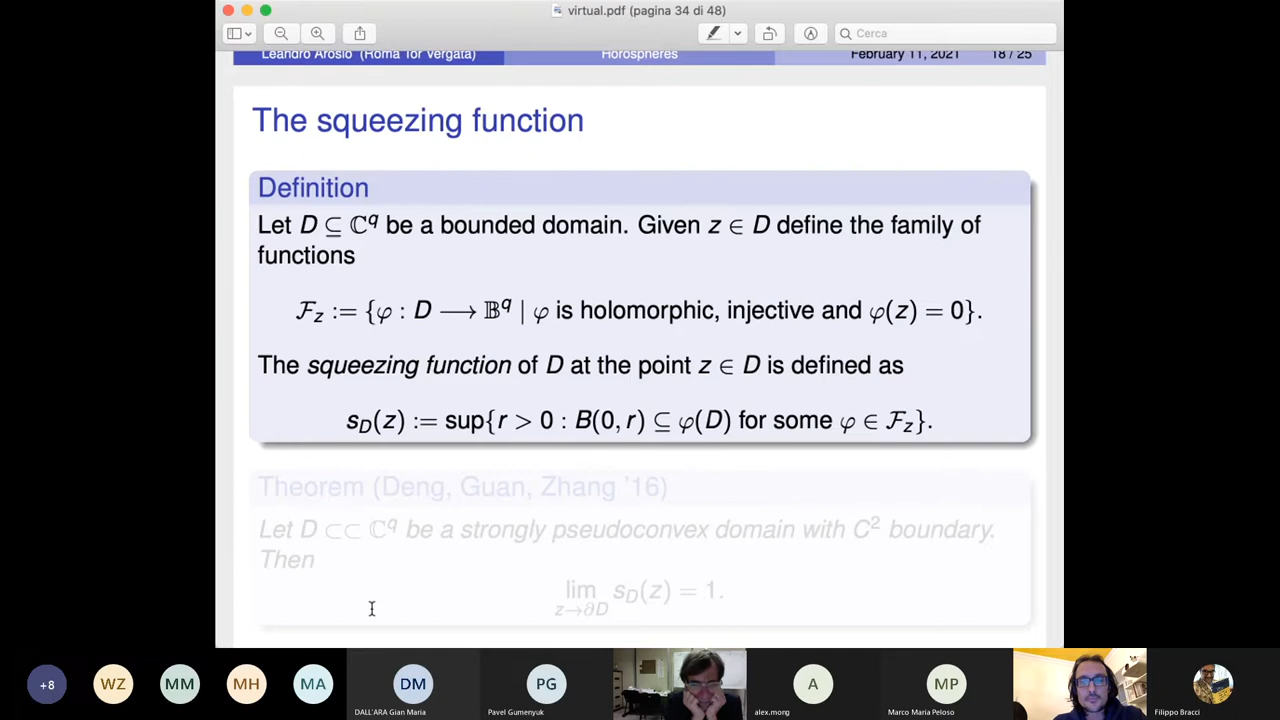 virtual.pdf (pagina 34 di 48)
Cerca
Leandro Arosio (Roma Tor Vergata) Horospheres February 11, 2021 18 / 25
The squeezing function
Definition
Let D ⊆ ℂ^q be a bounded domain. Given z ∈ D define the family of
functions
ℱ_z := {φ : D ⟶ 𝔹^q | φ is holomorphic, injective and φ(z) = 0}.
The squeezing function of D at the point z ∈ D is defined as
s_D(z) := sup{r > 0 : B(0, r) ⊆ φ(D) for some φ ∈ ℱ_z}.
Theorem (Deng, Guan, Zhang '16)
Let D ⊂⊂ ℂ^q be a strongly pseudoconvex domain with C² boundary.
Then
lim_{z→∂D} s_D(z) = 1.
+8 WZ MM MH MA DM PG A MP
DALL'ARA Gian Maria Pavel Gumenyuk alex.mong Marco Maria Peloso Filippo Bracci